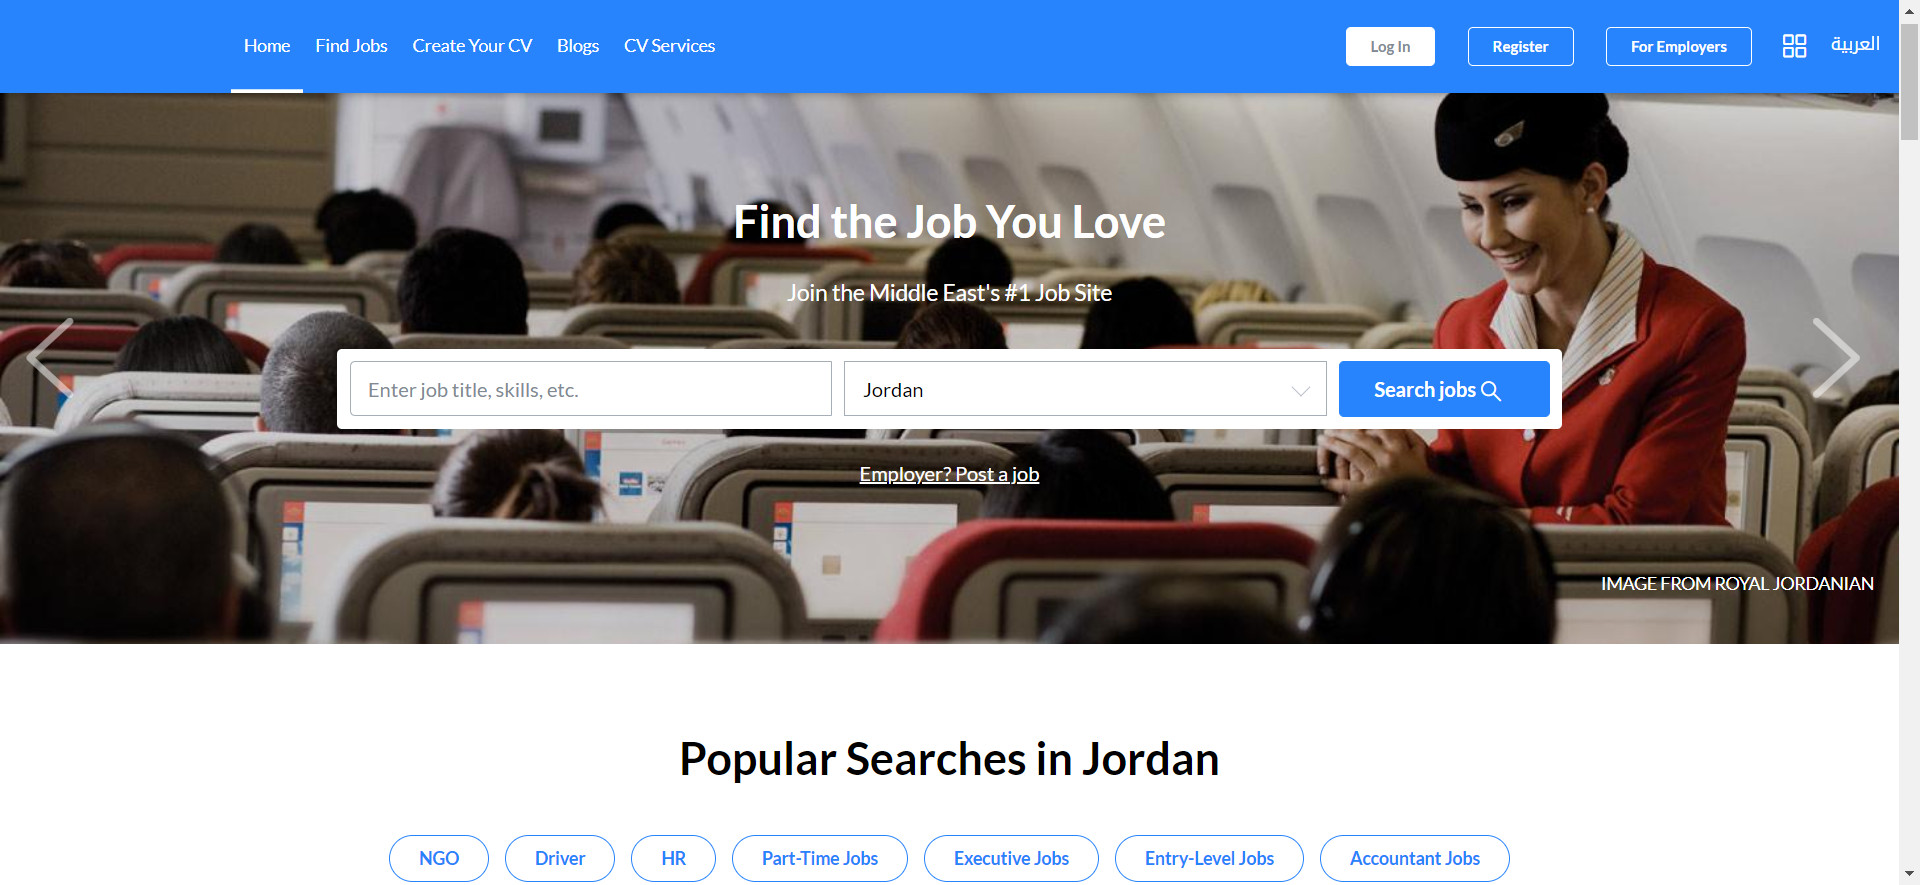 Home Find Jobs Create Your CV Blogs CV Services Log In Register For Employers العربية
Find the Job You Love
Join the Middle East's #1 Job Site
Enter job title, skills, etc. Jordan Search jobs
Employer? Post a job
IMAGE FROM ROYAL JORDANIAN
Popular Searches in Jordan
NGO Driver HR Part-Time Jobs Executive Jobs Entry-Level Jobs Accountant Jobs